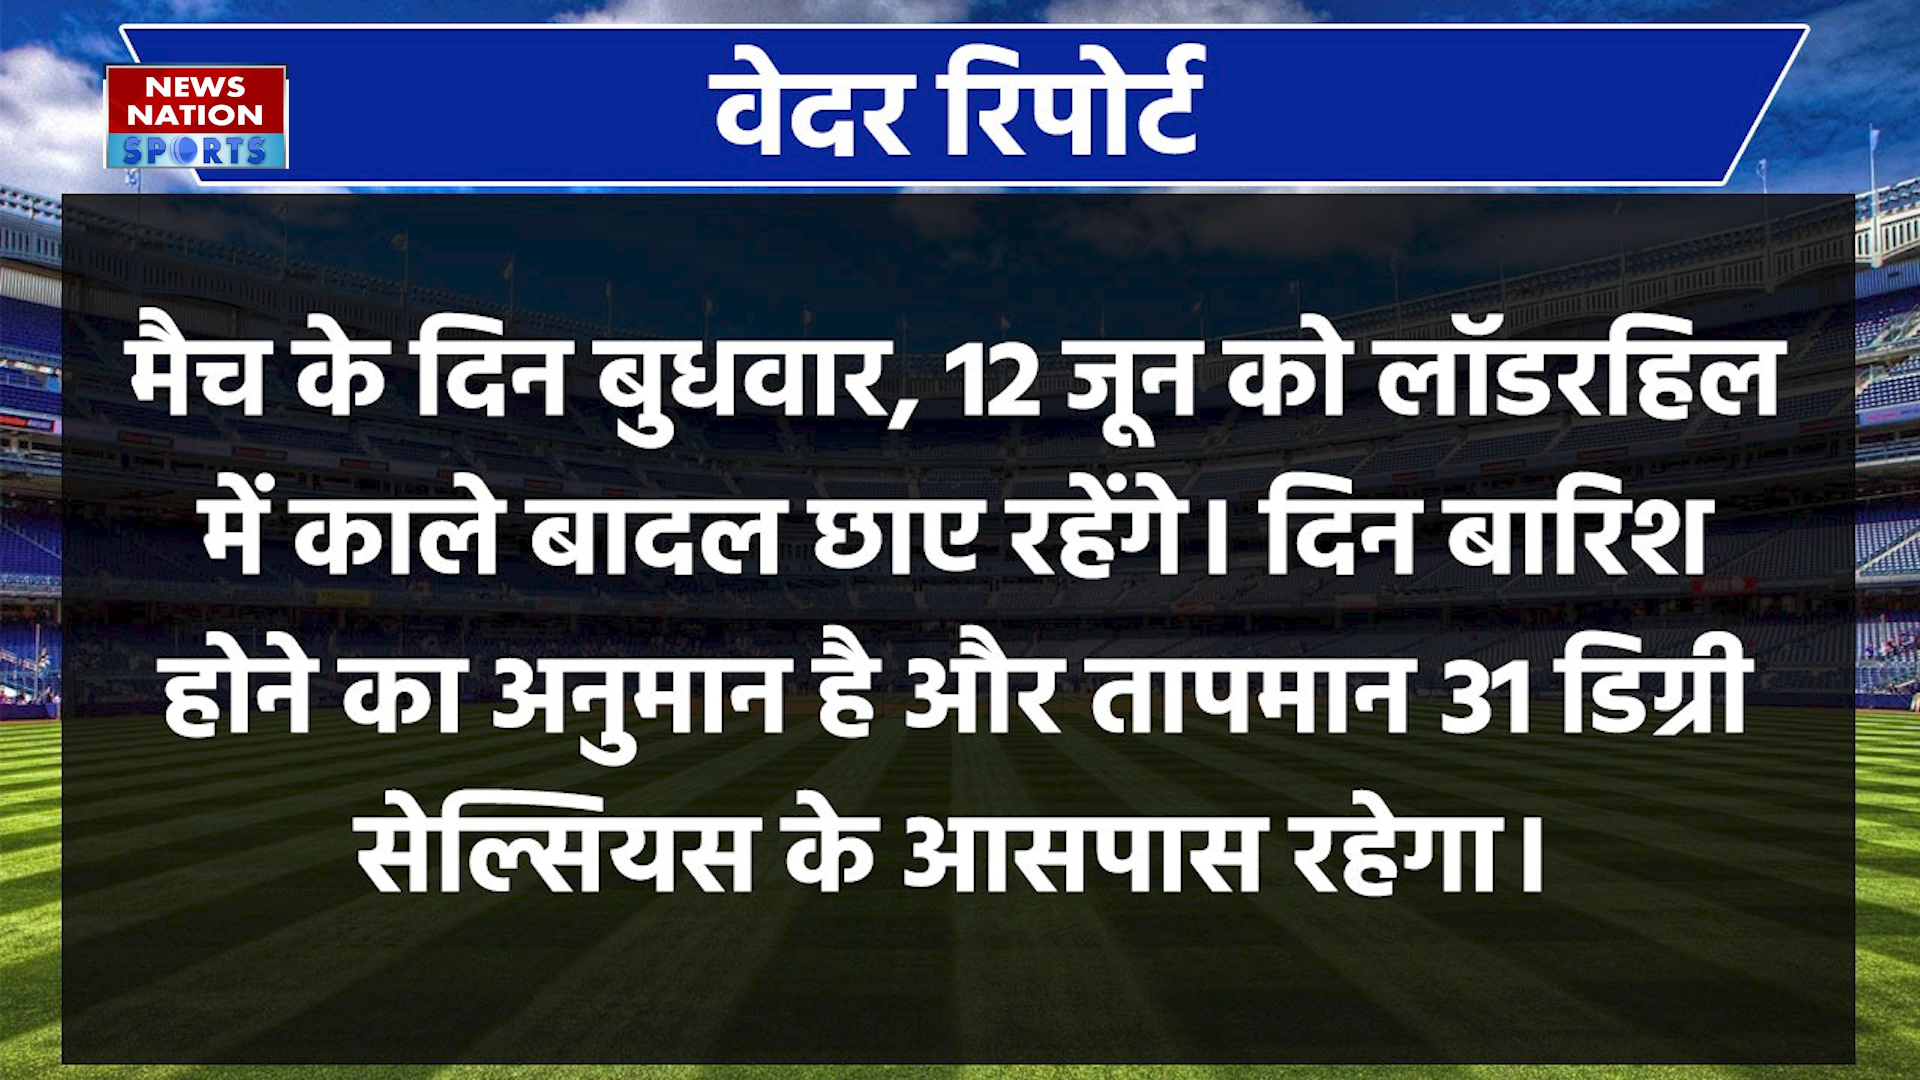 वेदर रिपोर्ट
NEWS
NATION
SPORTS
मैच के दिन बुधवार, 12 जून को लॉडरहिल
में काले बादल छाए रहेंगे। दिन बारिश
होने का अनुमान है और तापमान 31 डिग्री
सेल्सियस के आसपास रहेगा।